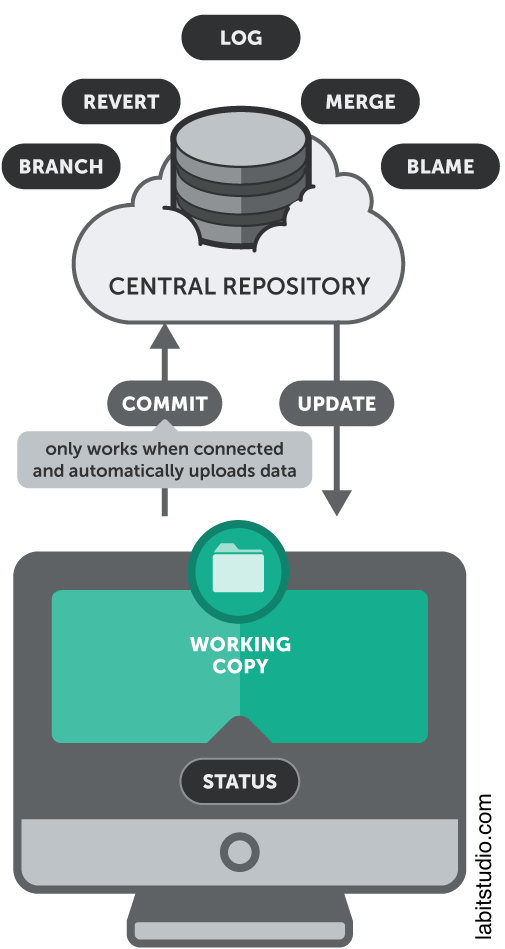 LOG
REVERT
MERGE
BRANCH
BLAME
CENTRAL REPOSITORY
COMMIT
UPDATE
only works when connected
and automatically uploads data
WORKING
COPY
STATUS
labitstudio.com